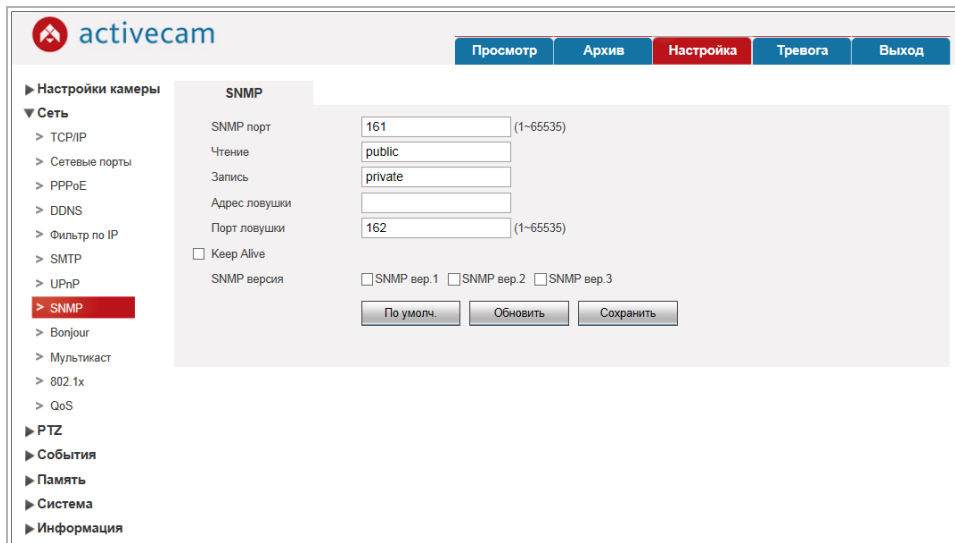 activecam
Просмотр Архив Настройка Тревога Выход
Настройки камеры
Сеть
> TCP/IP
> Сетевые порты
> PPPoE
> DDNS
> Фильтр по IP
> SMTP
> UPnP
> SNMP
> Bonjour
> Мультикаст
> 802.1x
> QoS
PTZ
События
Память
Система
Информация
SNMP
SNMP порт 161 (1~65535)
Чтение public
Запись private
Адрес ловушки
Порт ловушки 162 (1~65535)
Keep Alive
SNMP версия SNMP вер.1 SNMP вер.2 SNMP вер.3
По умолч. Обновить Сохранить